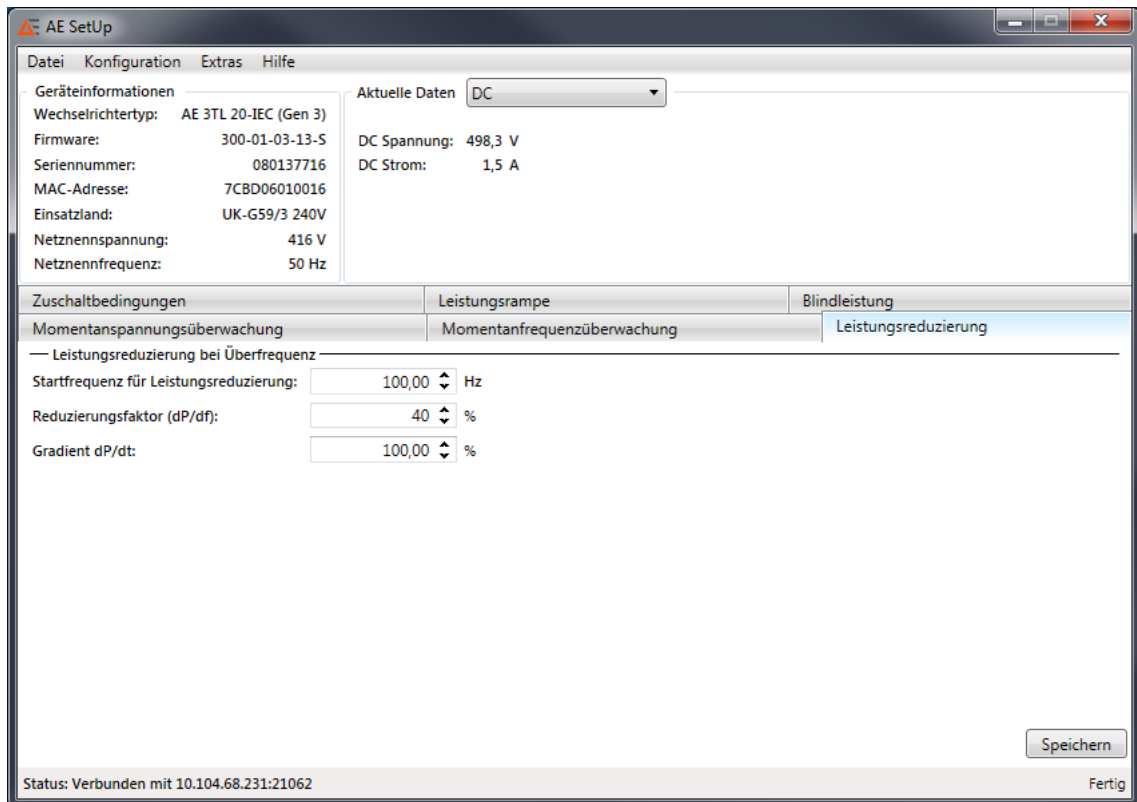 AE SetUp
Datei Konfiguration Extras Hilfe
Geräteinformationen
Wechselrichtertyp: AE 3TL 20-IEC (Gen 3)
Firmware: 300-01-03-13-S
Seriennummer: 080137716
MAC-Adresse: 7CBD06010016
Einsatzland: UK-G59/3 240V
Netznennspannung: 416 V
Netznennfrequenz: 50 Hz
Aktuelle Daten DC
DC Spannung: 498,3 V
DC Strom: 1,5 A
Zuschaltbedingungen Leistungsrampe Blindleistung
Momentanspannungsüberwachung Momentanfrequenzüberwachung Leistungsreduzierung
Leistungsreduzierung bei Überfrequenz
Startfrequenz für Leistungsreduzierung: 100,00 Hz
Reduzierungsfaktor (dP/df): 40 %
Gradient dP/dt: 100,00 %
Speichern
Status: Verbunden mit 10.104.68.231:21062 Fertig